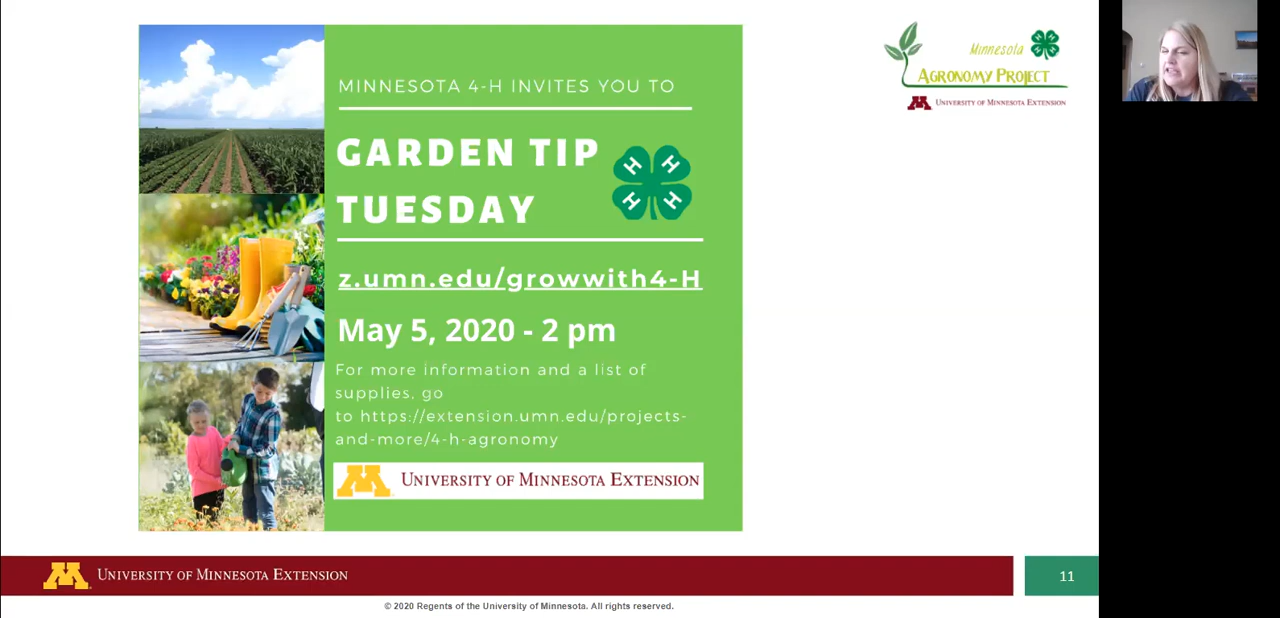 MINNESOTA 4-H INVITES YOU TO
GARDEN TIP
TUESDAY
H H
H H
z.umn.edu/growwith4-H
May 5, 2020 - 2 pm
For more information and a list of
supplies, go
to https://extension.umn.edu/projects-
and-more/4-h-agronomy
M UNIVERSITY OF MINNESOTA EXTENSION
Minnesota
H H
H H
AGRONOMY PROJECT
M UNIVERSITY OF MINNESOTA EXTENSION
M UNIVERSITY OF MINNESOTA EXTENSION
11
© 2020 Regents of the University of Minnesota. All rights reserved.